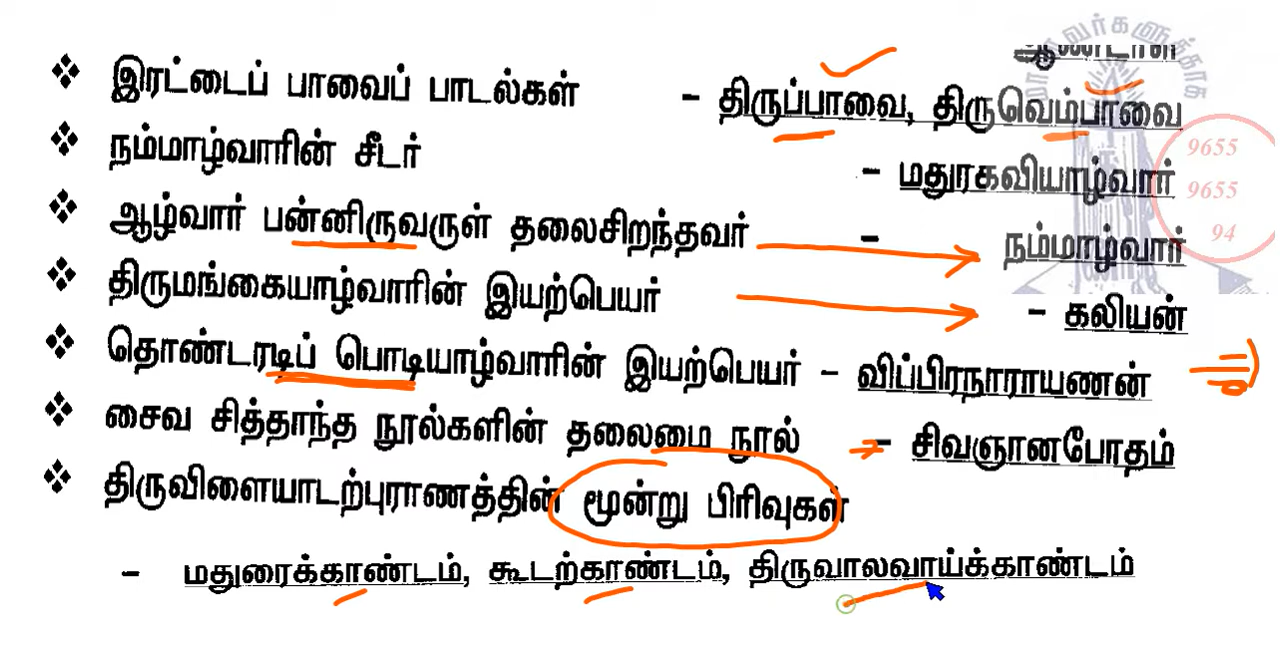 ❖ இரட்டைப் பாவைப் பாடல்கள் – திருப்பாவை, திருவெம்பாவை
❖ நம்மாழ்வாரின் சீடர் – மதுரகவியாழ்வார்
❖ ஆழ்வார் பன்னிருவருள் தலைசிறந்தவர் – நம்மாழ்வார்
❖ திருமங்கையாழ்வாரின் இயற்பெயர் – கலியன்
❖ தொண்டரடிப் பொடியாழ்வாரின் இயற்பெயர் – விப்பிரநாராயணன்
❖ சைவ சித்தாந்த நூல்களின் தலைமை நூல் – சிவஞானபோதம்
❖ திருவிளையாடற்புராணத்தின் மூன்று பிரிவுகள்
– மதுரைக்காண்டம், கூடற்காண்டம், திருவாலவாய்க்காண்டம்
9655
9655
94